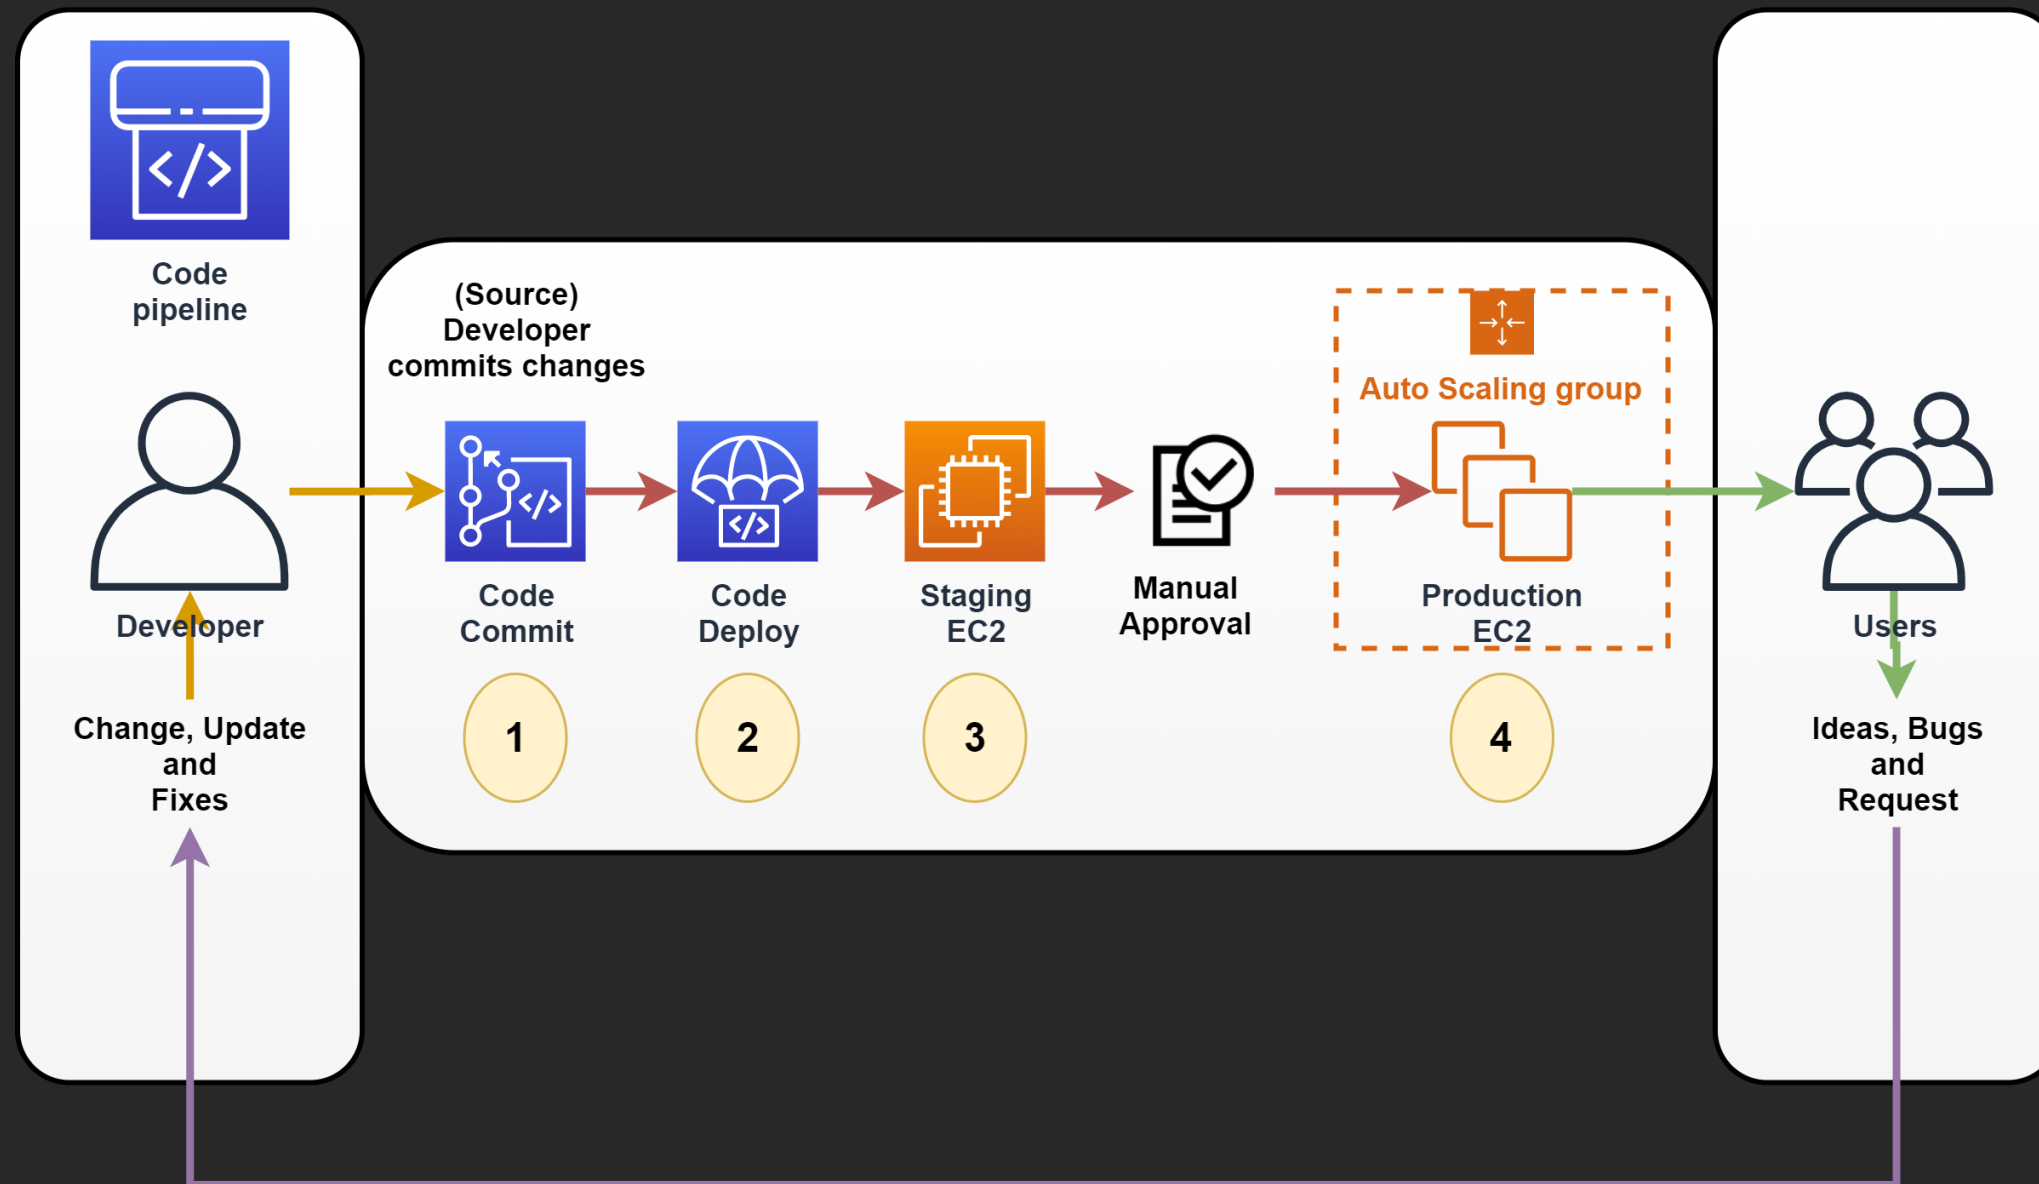 Code
pipeline
Developer
Change, Update
and
Fixes
(Source)
Developer
commits changes
Code
Commit
1
Code
Deploy
2
Staging
EC2
3
Manual
Approval
Auto Scaling group
Production
EC2
4
Users
Ideas, Bugs
and
Request